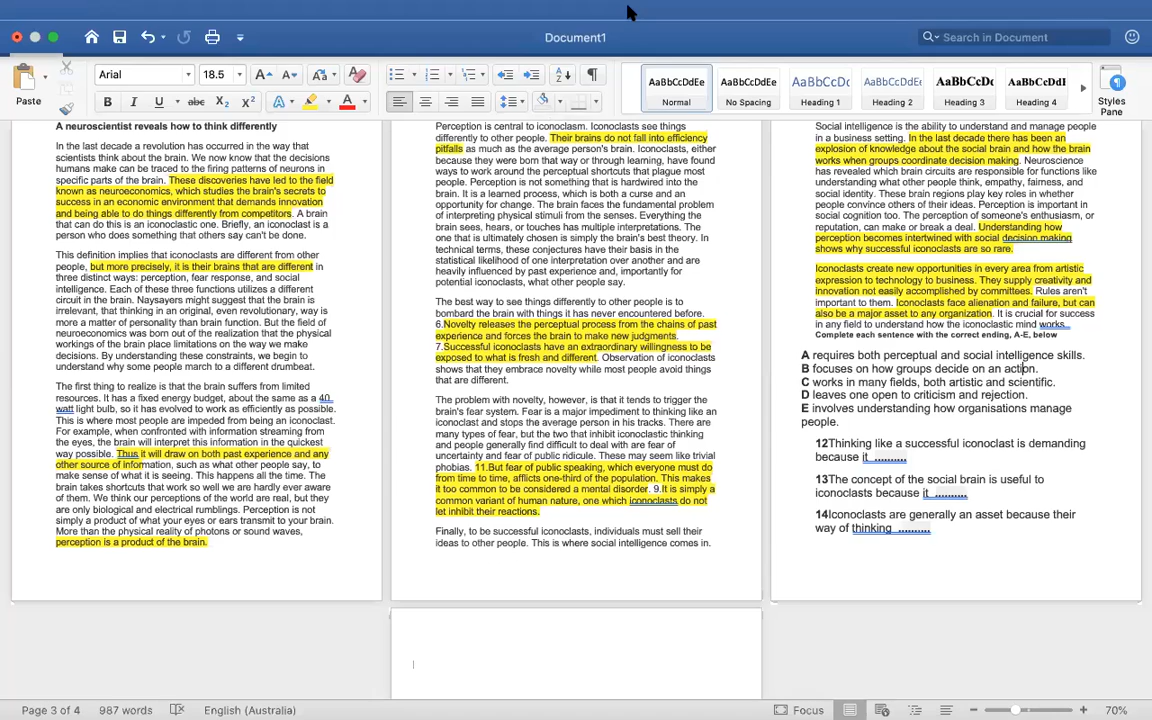 Document1
Search in Document
Paste
Arial
18.5
AaBbCcDdEe
Normal
AaBbCcDdEe
No Spacing
AaBbCcDc
Heading 1
AaBbCcDdEe
Heading 2
AaBbCcDc
Heading 3
AaBbCcDdI
Heading 4
Styles
Pane
A neuroscientist reveals how to think differently
In the last decade a revolution has occurred in the way that
scientists think about the brain. We now know that the decisions
humans make can be traced to the firing patterns of neurons in
specific parts of the brain. These discoveries have led to the field
known as neuroeconomics, which studies the brain's secrets to
success in an economic environment that demands innovation
and being able to do things differently from competitors. A brain
that can do this is an iconoclastic one. Briefly, an iconoclast is a
person who does something that others say can't be done.
This definition implies that iconoclasts are different from other
people, but more precisely, it is their brains that are different in
three distinct ways: perception, fear response, and social
intelligence. Each of these three functions utilizes a different
circuit in the brain. Naysayers might suggest that the brain is
irrelevant, that thinking in an original, even revolutionary, way is
more a matter of personality than brain function. But the field of
neuroeconomics was born out of the realization that the physical
workings of the brain place limitations on the way we make
decisions. By understanding these constraints, we begin to
understand why some people march to a different drumbeat.
The first thing to realize is that the brain suffers from limited
resources. It has a fixed energy budget, about the same as a 40
watt light bulb, so it has evolved to work as efficiently as possible.
This is where most people are impeded from being an iconoclast.
For example, when confronted with information streaming from
the eyes, the brain will interpret this information in the quickest
way possible. Thus it will draw on both past experience and any
other source of information, such as what other people say, to
make sense of what it is seeing. This happens all the time. The
brain takes shortcuts that work so well we are hardly ever aware
of them. We think our perceptions of the world are real, but they
are only biological and electrical rumblings. Perception is not
simply a product of what your eyes or ears transmit to your brain.
More than the physical reality of photons or sound waves,
perception is a product of the brain.
Perception is central to iconoclasm. Iconoclasts see things
differently to other people. Their brains do not fall into efficiency
pitfalls as much as the average person's brain. Iconoclasts, either
because they were born that way or through learning, have found
ways to work around the perceptual shortcuts that plague most
people. Perception is not something that is hardwired into the
brain. It is a learned process, which is both a curse and an
opportunity for change. The brain faces the fundamental problem
of interpreting physical stimuli from the senses. Everything the
brain sees, hears, or touches has multiple interpretations. The
one that is ultimately chosen is simply the brain's best theory. In
technical terms, these conjectures have their basis in the
statistical likelihood of one interpretation over another and are
heavily influenced by past experience and, importantly for
potential iconoclasts, what other people say.
The best way to see things differently to other people is to
bombard the brain with things it has never encountered before.
6.Novelty releases the perceptual process from the chains of past
experience and forces the brain to make new judgments.
7.Successful iconoclasts have an extraordinary willingness to be
exposed to what is fresh and different. Observation of iconoclasts
shows that they embrace novelty while most people avoid things
that are different.
The problem with novelty, however, is that it tends to trigger the
brain's fear system. Fear is a major impediment to thinking like an
iconoclast and stops the average person in his tracks. There are
many types of fear, but the two that inhibit iconoclastic thinking
and people generally find difficult to deal with are fear of
uncertainty and fear of public ridicule. These may seem like trivial
phobias. 11.But fear of public speaking, which everyone must do
from time to time, afflicts one-third of the population. This makes
it too common to be considered a mental disorder. 9.It is simply a
common variant of human nature, one which iconoclasts do not
let inhibit their reactions.
Finally, to be successful iconoclasts, individuals must sell their
ideas to other people. This is where social intelligence comes in.
Social intelligence is the ability to understand and manage people
in a business setting. In the last decade there has been an
explosion of knowledge about the social brain and how the brain
works when groups coordinate decision making. Neuroscience
has revealed which brain circuits are responsible for functions like
understanding what other people think, empathy, fairness, and
social identity. These brain regions play key roles in whether
people convince others of their ideas. Perception is important in
social cognition too. The perception of someone's enthusiasm, or
reputation, can make or break a deal. Understanding how
perception becomes intertwined with social decision making
shows why successful iconoclasts are so rare.
Iconoclasts create new opportunities in every area from artistic
expression to technology to business. They supply creativity and
innovation not easily accomplished by committees. Rules aren't
important to them. Iconoclasts face alienation and failure, but can
also be a major asset to any organization. It is crucial for success
in any field to understand how the iconoclastic mind works.
Complete each sentence with the correct ending, A-E, below
A requires both perceptual and social intelligence skills.
B focuses on how groups decide on an action.
C works in many fields, both artistic and scientific.
D leaves one open to criticism and rejection.
E involves understanding how organisations manage
people.
12Thinking like a successful iconoclast is demanding
because it ..........
13The concept of the social brain is useful to
iconoclasts because it ..........
14Iconoclasts are generally an asset because their
way of thinking ..........
Page 3 of 4
987 words
English (Australia)
Focus
70%